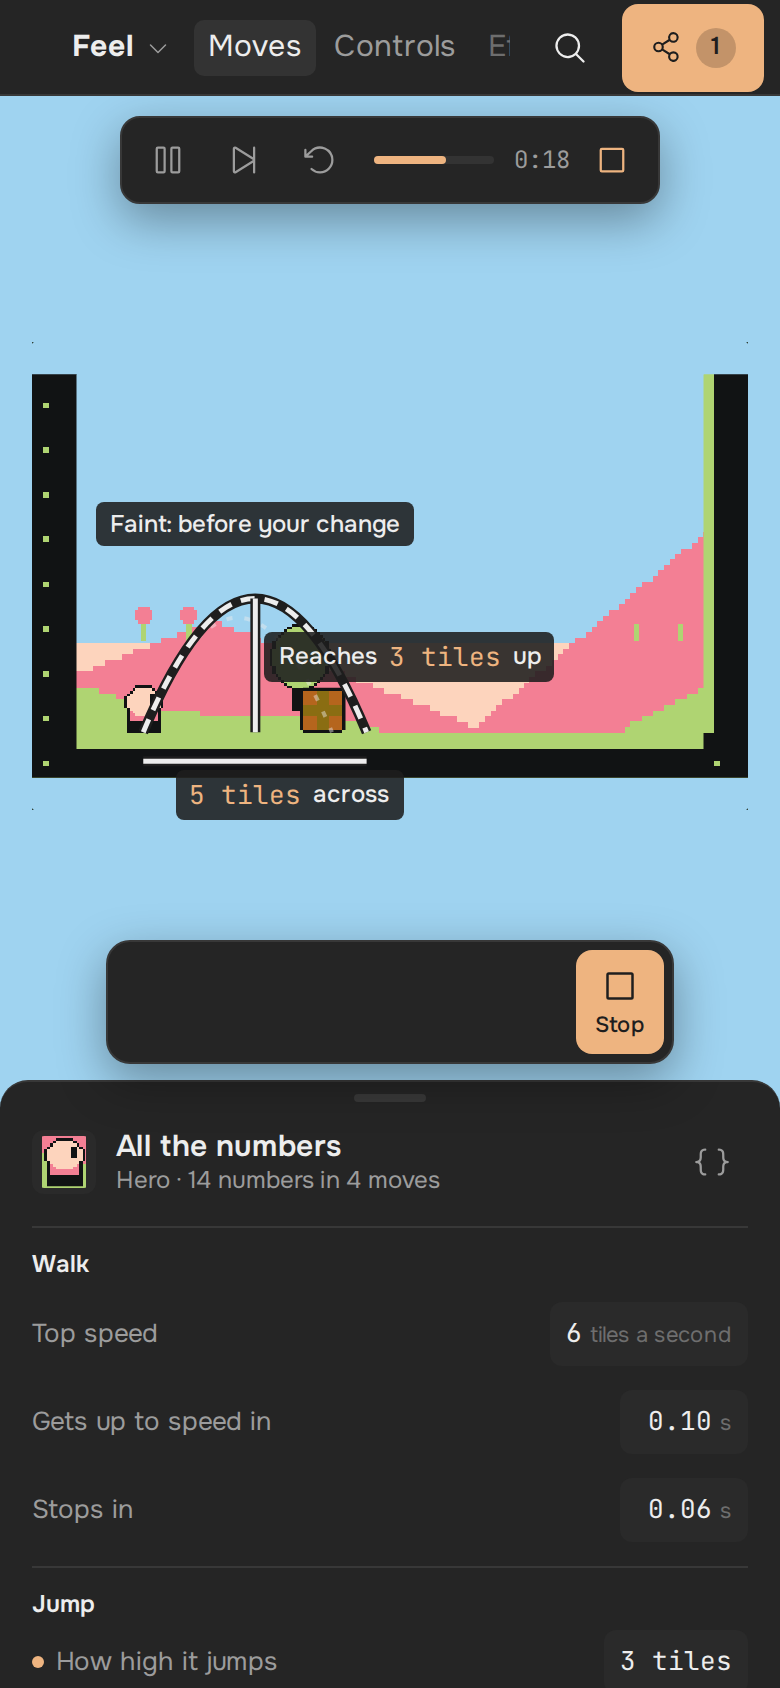 Feel Moves Controls
1
0:18
Faint: before your change
Reaches 3 tiles up
5 tiles across
Stop
All the numbers
Hero · 14 numbers in 4 moves
{ }
Walk
Top speed 6 tiles a second
Gets up to speed in 0.10 s
Stops in 0.06 s
Jump
How high it jumps 3 tiles